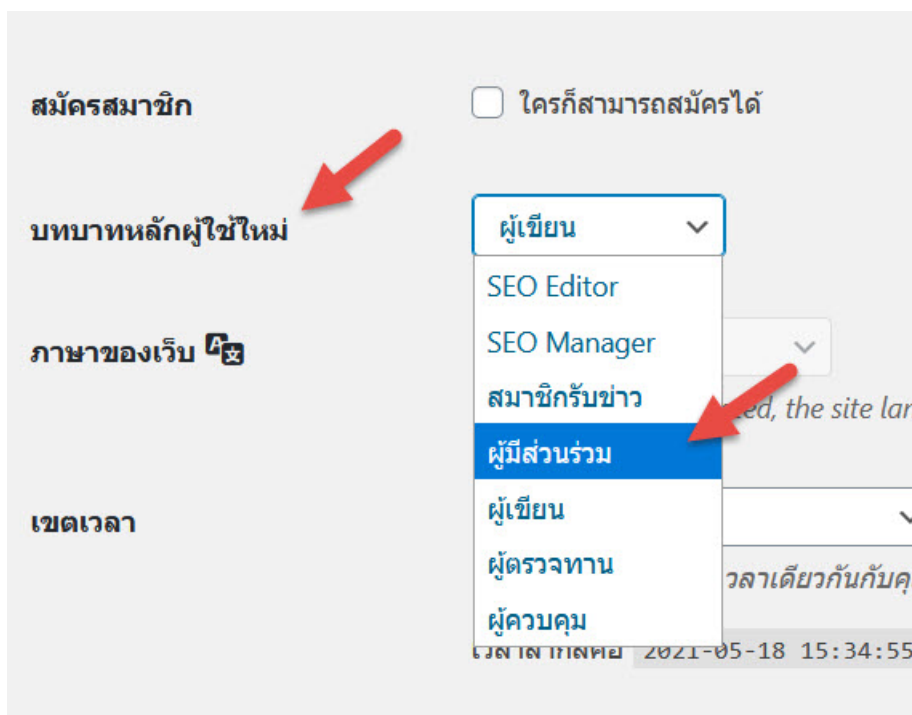 สมัครสมาชิก
ใครก็สามารถสมัครได้
บทบาทหลักผู้ใช้ใหม่
ผู้เขียน
SEO Editor
SEO Manager
สมาชิกรับข่าว
ผู้มีส่วนร่วม
ผู้เขียน
ผู้ตรวจทาน
ผู้ควบคุม
ภาษาของเว็บ
the site lan
เขตเวลา
วลาเดียวกันกับคุ
2021-05-18 15:34:55